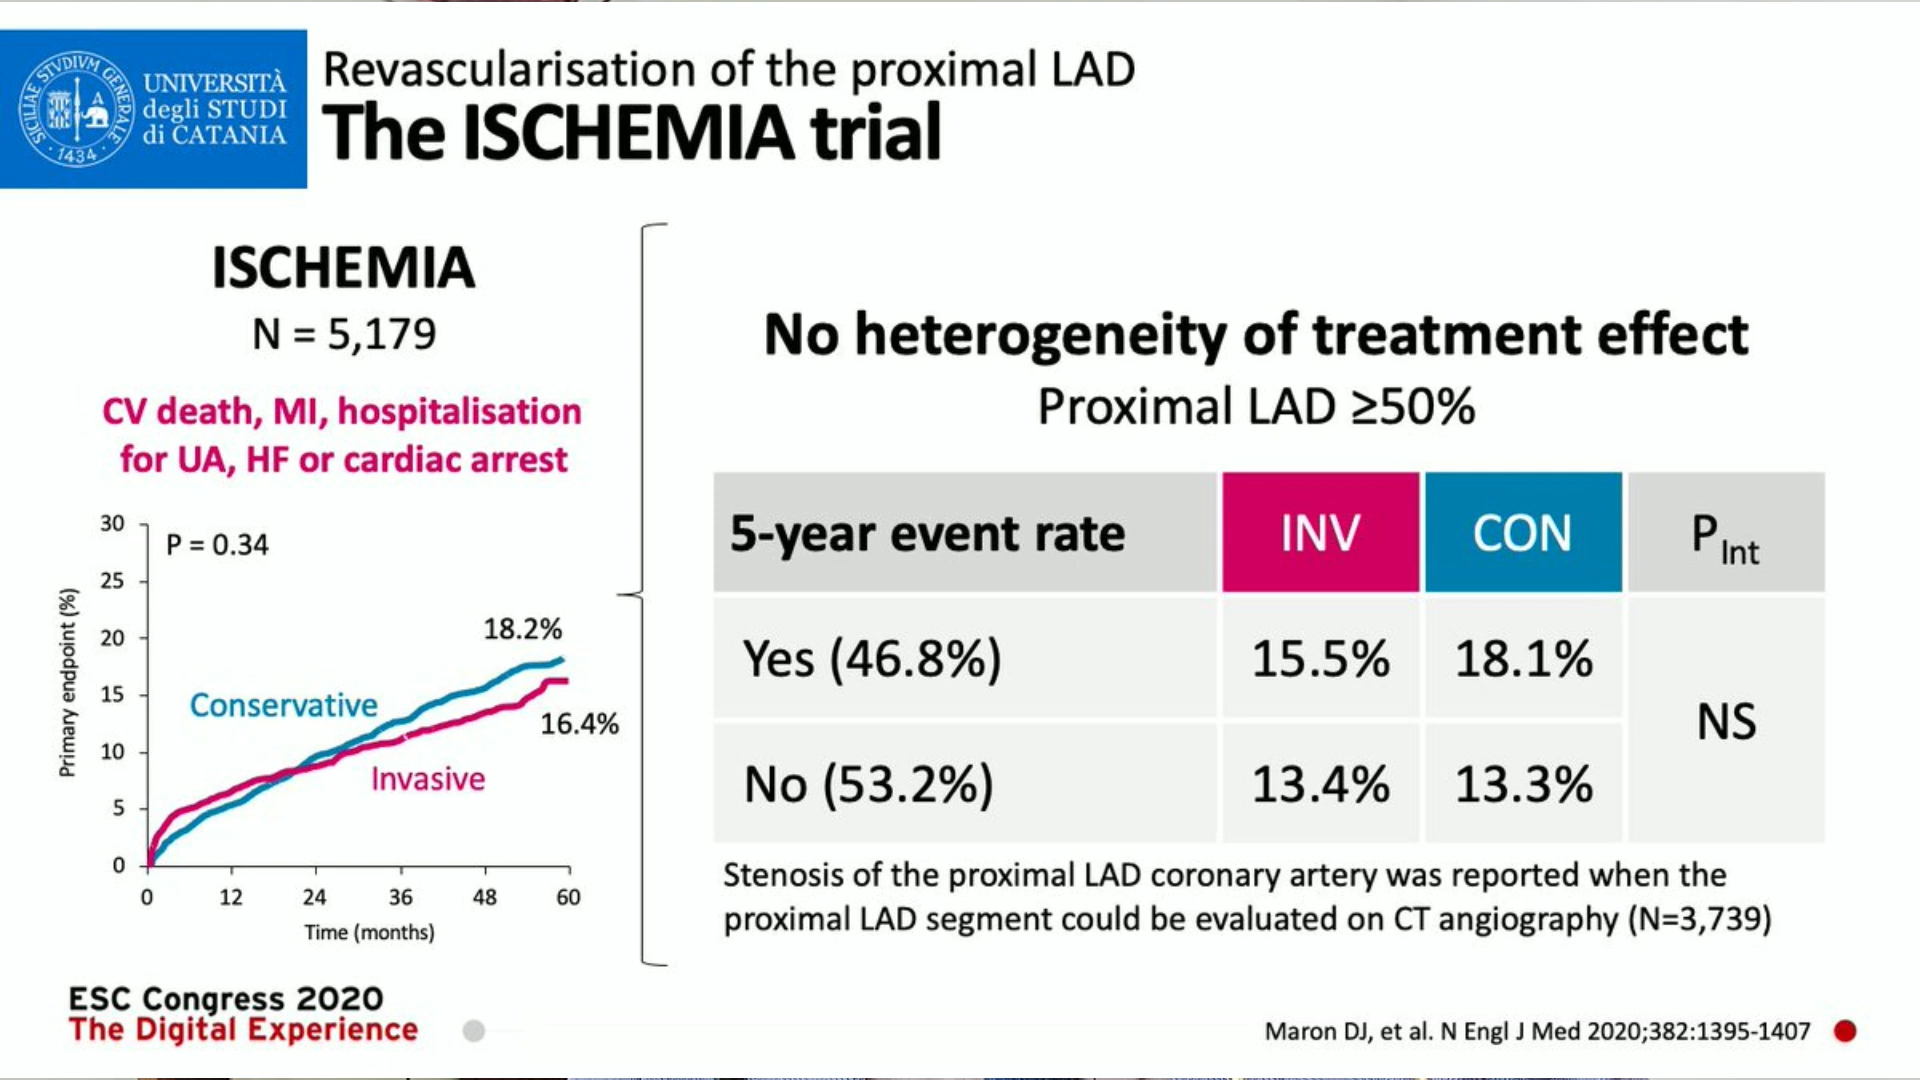 SICILIAE STVDIVM GENERALE
1434
UNIVERSITÀ
degli STUDI
di CATANIA
Revascularisation of the proximal LAD
The ISCHEMIA trial
ISCHEMIA
N = 5,179
CV death, MI, hospitalisation
for UA, HF or cardiac arrest
P = 0.34
30
25
20
15
10
5
0
Primary endpoint (%)
18.2%
Conservative
16.4%
Invasive
0 12 24 36 48 60
Time (months)
No heterogeneity of treatment effect
Proximal LAD ≥50%
5-year event rate INV CON PInt
Yes (46.8%) 15.5% 18.1%
NS
No (53.2%) 13.4% 13.3%
Stenosis of the proximal LAD coronary artery was reported when the
proximal LAD segment could be evaluated on CT angiography (N=3,739)
ESC Congress 2020
The Digital Experience
Maron DJ, et al. N Engl J Med 2020;382:1395-1407